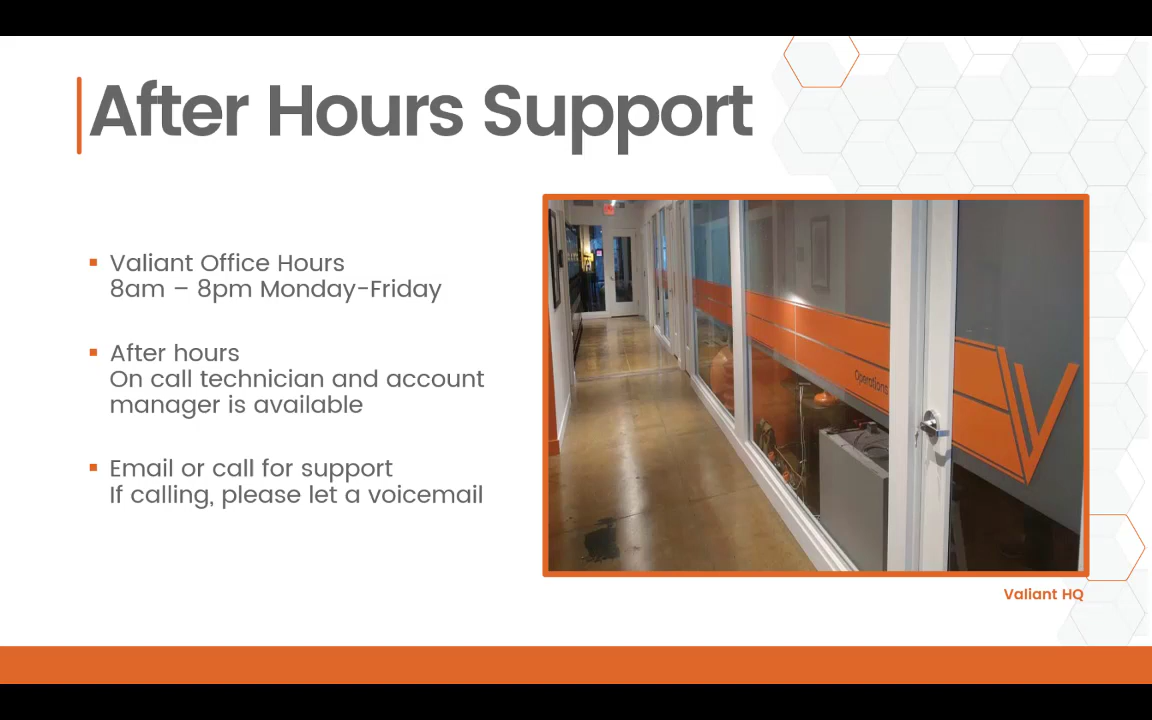 After Hours Support
Valiant Office Hours
8am – 8pm Monday-Friday
After hours
On call technician and account
manager is available
Email or call for support
If calling, please let a voicemail
Operations
Valiant HQ